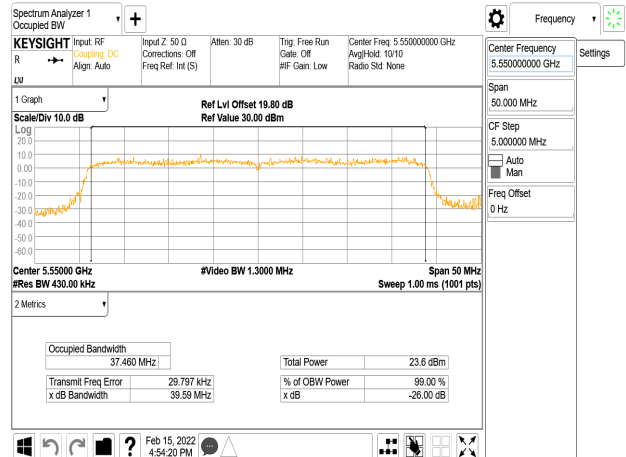 Spectrum Analyzer 1
Occupied BW
Frequency
KEYSIGHT
R
Input: RF
Coupling: DC
Align: Auto
Input Z: 50 Ω
Corrections: Off
Freq Ref: Int (S)
Atten: 30 dB
Trig: Free Run
Gate: Off
#IF Gain: Low
Center Freq: 5.550000000 GHz
Avg|Hold: 10/10
Radio Std: None
Center Frequency
5.550000000 GHz
Settings
Span
50.000 MHz
CF Step
5.000000 MHz
Auto
Man
Freq Offset
0 Hz
1 Graph
Ref Lvl Offset 19.80 dB
Scale/Div 10.0 dB
Ref Value 30.00 dBm
Log
20.0
10.0
0.00
-10.0
-20.0
-30.0
-40.0
-50.0
-60.0
Center 5.55000 GHz
#Video BW 1.3000 MHz
Span 50 MHz
#Res BW 430.00 kHz
Sweep 1.00 ms (1001 pts)
2 Metrics
Occupied Bandwidth
37.460 MHz
Total Power 23.6 dBm
Transmit Freq Error 29.797 kHz
% of OBW Power 99.00 %
x dB Bandwidth 39.59 MHz
x dB -26.00 dB
Feb 15, 2022
4:54:20 PM